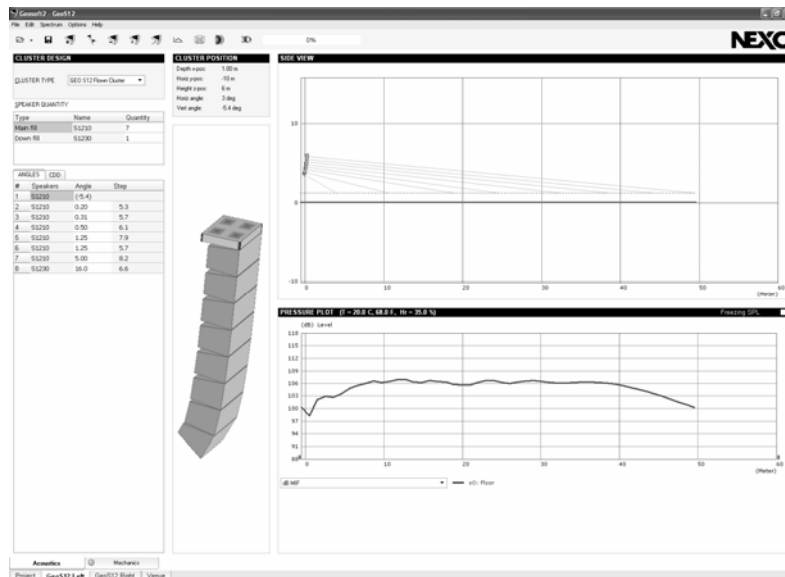 Geosoft2 - GeoS12
File Edit Spectrum Options Help
3D
0%
NEXO
CLUSTER DESIGN
CLUSTER TYPE GEO S12 Flown Cluster
SPEAKER QUANTITY
Type Name Quantity
Main fill S1210 7
Down fill S1230 1
ANGLES CDD
# Speakers Angle Step
1 S1210 (-5.4)
2 S1210 0.20 5.3
3 S1210 0.31 5.7
4 S1210 0.50 6.1
5 S1210 1.25 7.9
6 S1210 1.25 5.7
7 S1210 5.00 8.2
8 S1230 16.0 6.6
CLUSTER POSITION
Depth x-pos: 1.00 m
Horiz y-pos: -10 m
Height z-pos: 6 m
Horiz angle: 3 deg
Vert angle: -5.4 deg
SIDE VIEW
10
0
-10
0 10 20 30 40 50 60
(Meter)
PRESSURE PLOT (T = 20.0 C, 68.0 F, Hr = 35.0 %) Freezing SPL
(dB) Level
118
115
112
109
106
103
100
97
94
91
88
0 10 20 30 40 50 60
(Meter)
dB MIF
z0: Floor
Acoustics Mechanics
Project GeoS12 Left GeoS12 Right Venue